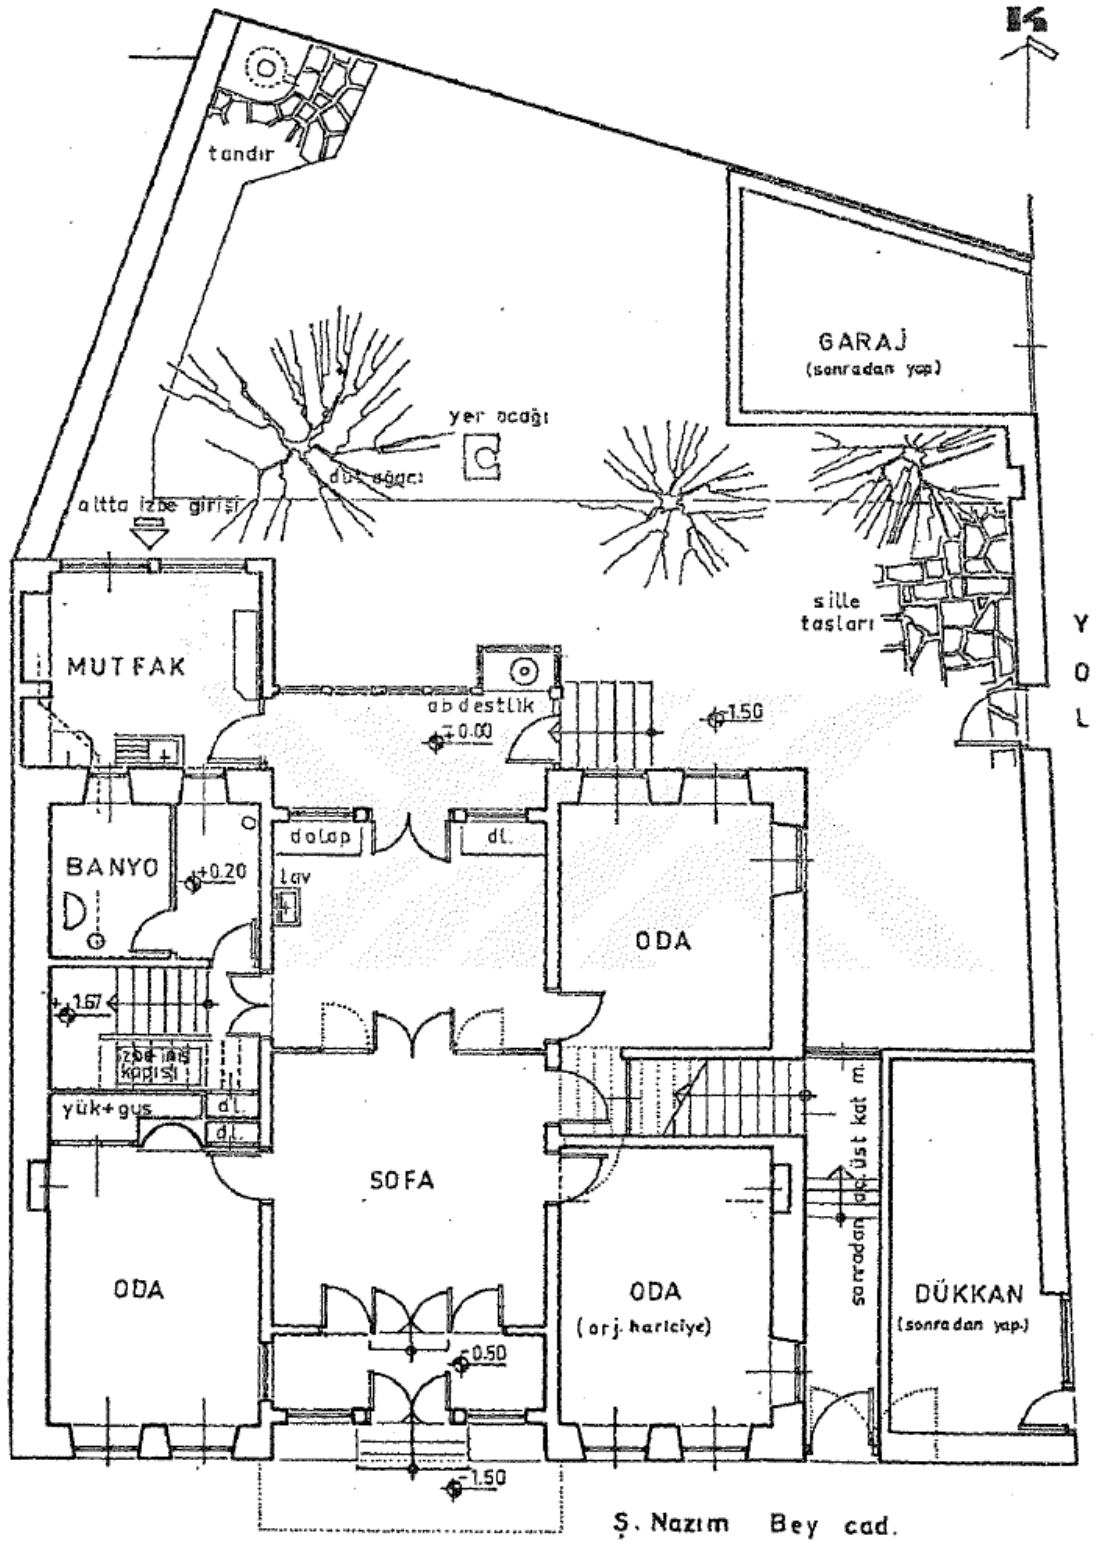 K
tandır
GARAJ
(sonradan yap)
yer ocağı
dut ağacı
altta izbe girişi
sille
taşları
Y
O
L
MUTFAK
abdestlik
∓0.00
-1.50
dolap
dl.
BANYO
+0.20
lav
ODA
+1.67
izbe iniş
kapısı
yük+gus
dl.
dl.
SOFA
sonradan aç. üst kat m.
ODA
ODA
(orj. hariciye)
DÜKKAN
(sonradan yap.)
-0.50
-1.50
Ş. Nazım Bey cad.